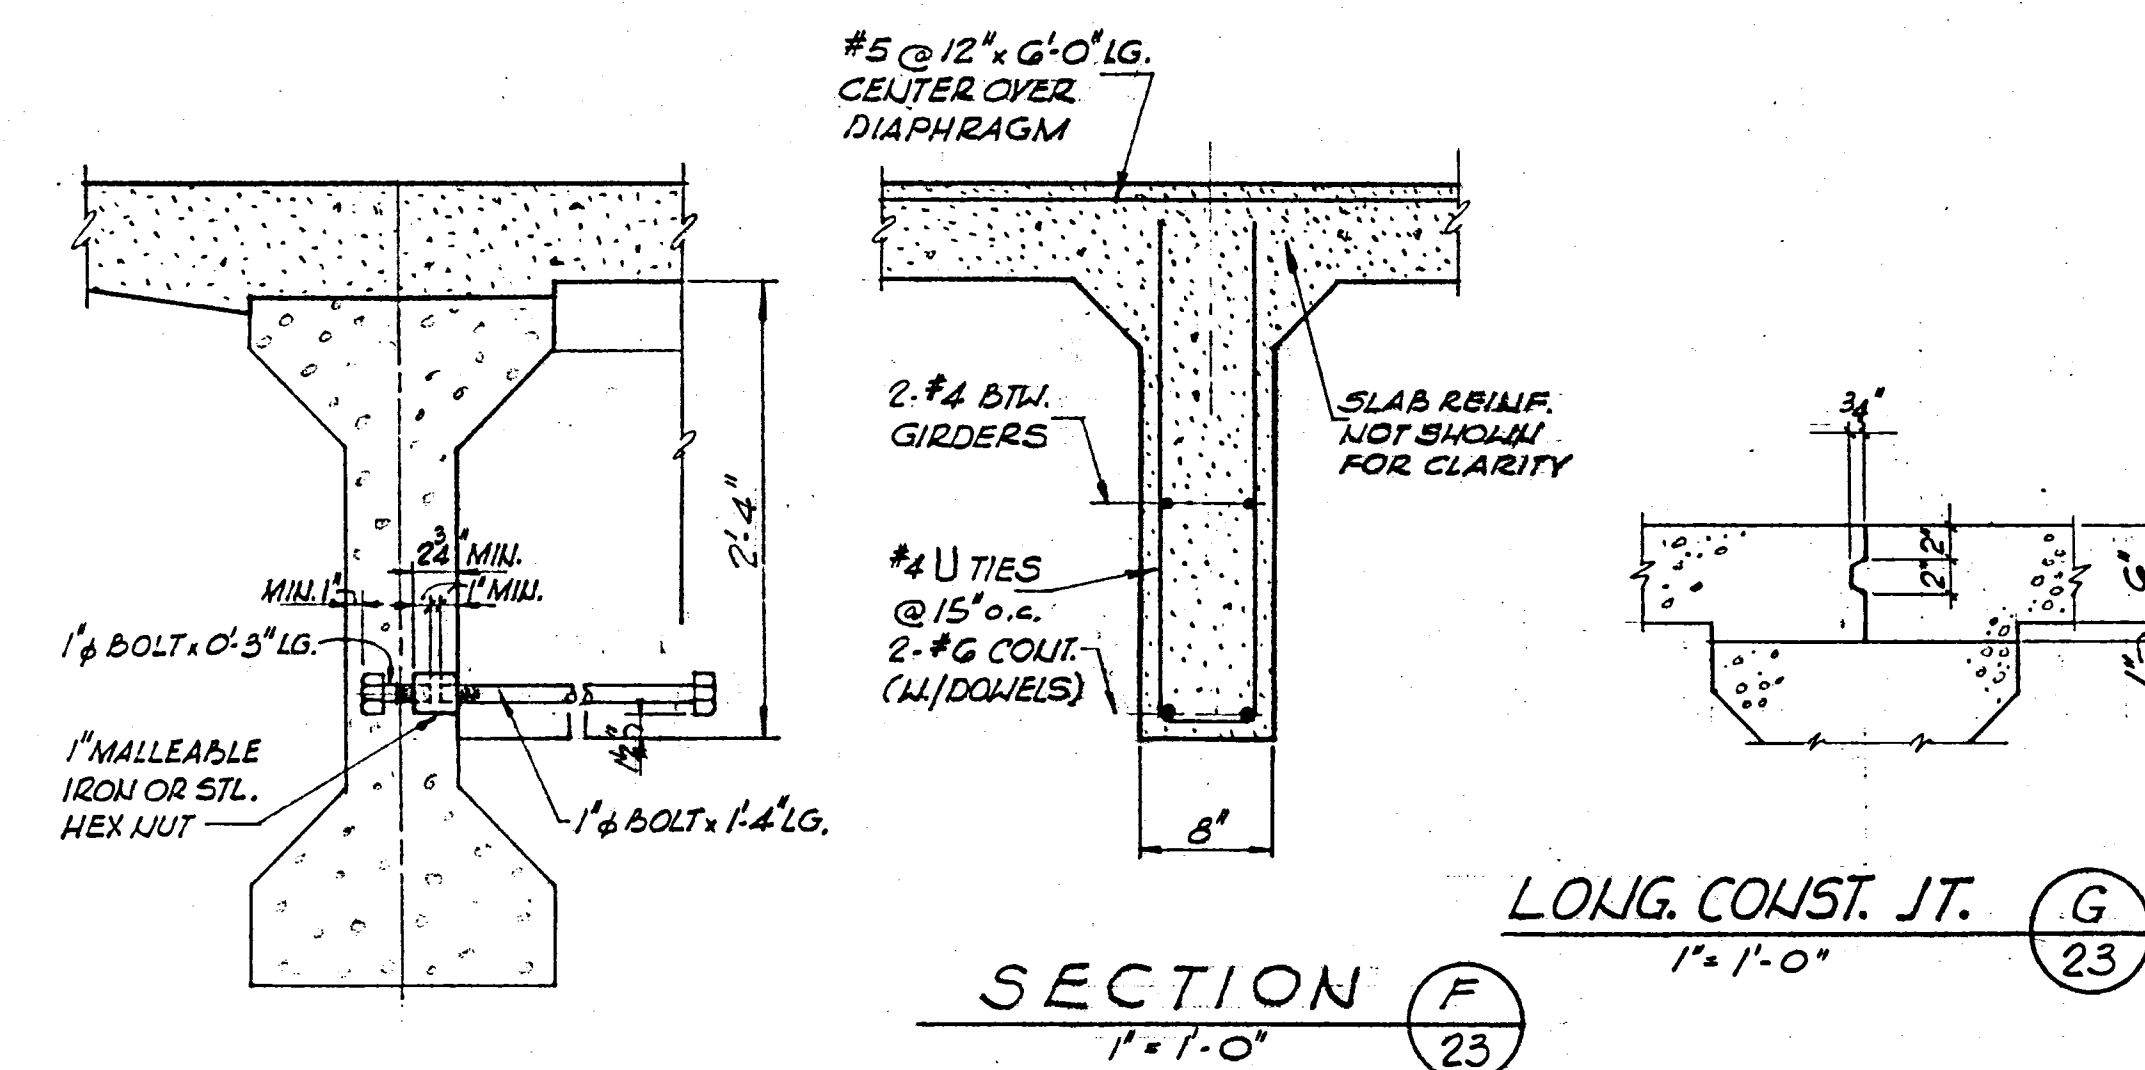 #5 @ 12" x 6'-0" LG.
CENTER OVER
DIAPHRAGM
2-#4 BTW.
GIRDERS
SLAB REINF.
NOT SHOWN
FOR CLARITY
3/4"
2'-4"
2 3/4" MIN.
MIN. 1"
1" MIN.
1"φ BOLT x 0'-3" LG.
#4 U TIES
@ 15" o.c.
2-#6 CONT.
(W/DOWELS)
2"
2"
6"
1"
1" MALLEABLE
IRON OR STL.
HEX NUT
1"φ BOLT x 1'-4" LG.
8"
LONG. CONST. JT.
1" = 1'-0"
G
23
SECTION
1" = 1'-0"
F
23